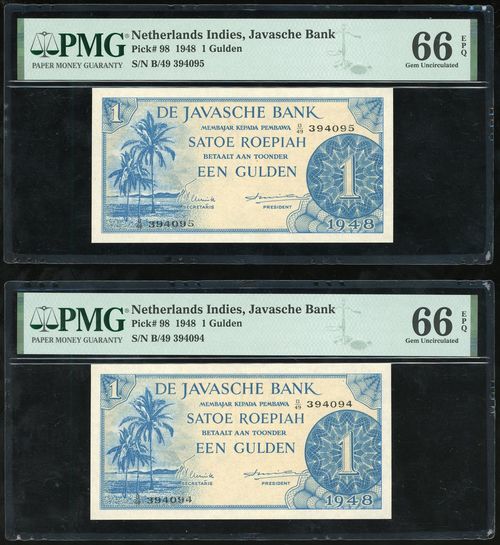 PMG
PAPER MONEY GUARANTY
Netherlands Indies, Javasche Bank
Pick# 98 1948 1 Gulden
S/N B/49 394095
66 EPQ
Gem Uncirculated
1
DE JAVASCHE BANK
MEMBAJAR KEPADA PEMBAWA
49 394095
SATOE ROEPIAH
BETAALT AAN TOONDER
EEN GULDEN
1
SECRETARIS
PRESIDENT
394095
1948
PMG
PAPER MONEY GUARANTY
Netherlands Indies, Javasche Bank
Pick# 98 1948 1 Gulden
S/N B/49 394094
66 EPQ
Gem Uncirculated
1
DE JAVASCHE BANK
MEMBAJAR KEPADA PEMBAWA
49 394094
SATOE ROEPIAH
BETAALT AAN TOONDER
EEN GULDEN
1
SECRETARIS
PRESIDENT
394094
1948